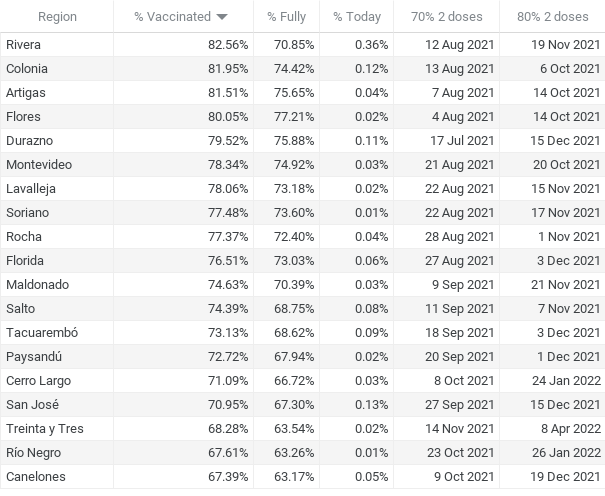 Region % Vaccinated % Fully % Today 70% 2 doses 80% 2 doses
Rivera 82.56% 70.85% 0.36% 12 Aug 2021 19 Nov 2021
Colonia 81.95% 74.42% 0.12% 13 Aug 2021 6 Oct 2021
Artigas 81.51% 75.65% 0.04% 7 Aug 2021 14 Oct 2021
Flores 80.05% 77.21% 0.02% 4 Aug 2021 14 Oct 2021
Durazno 79.52% 75.88% 0.11% 17 Jul 2021 15 Dec 2021
Montevideo 78.34% 74.92% 0.03% 21 Aug 2021 20 Oct 2021
Lavalleja 78.06% 73.18% 0.02% 22 Aug 2021 15 Nov 2021
Soriano 77.48% 73.60% 0.01% 22 Aug 2021 17 Nov 2021
Rocha 77.37% 72.40% 0.04% 28 Aug 2021 1 Nov 2021
Florida 76.51% 73.03% 0.06% 27 Aug 2021 3 Dec 2021
Maldonado 74.63% 70.39% 0.03% 9 Sep 2021 21 Nov 2021
Salto 74.39% 68.75% 0.08% 11 Sep 2021 7 Nov 2021
Tacuarembó 73.13% 68.62% 0.09% 18 Sep 2021 3 Dec 2021
Paysandú 72.72% 67.94% 0.02% 20 Sep 2021 1 Dec 2021
Cerro Largo 71.09% 66.72% 0.03% 8 Oct 2021 24 Jan 2022
San José 70.95% 67.30% 0.13% 27 Sep 2021 15 Dec 2021
Treinta y Tres 68.28% 63.54% 0.02% 14 Nov 2021 8 Apr 2022
Río Negro 67.61% 63.26% 0.01% 23 Oct 2021 26 Jan 2022
Canelones 67.39% 63.17% 0.05% 9 Oct 2021 19 Dec 2021